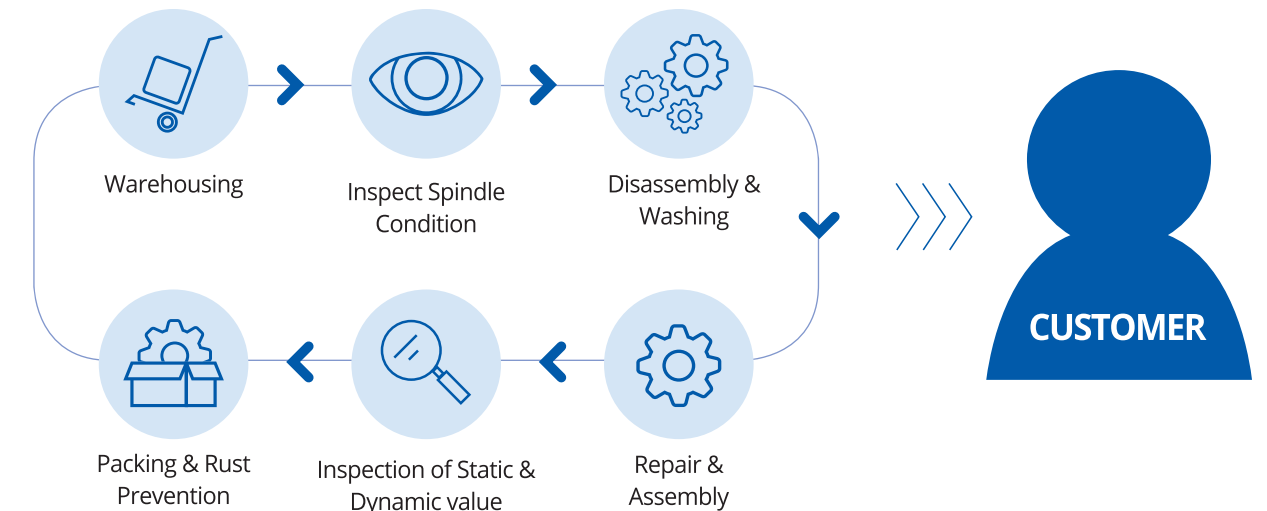 Warehousing
Inspect Spindle
Condition
Disassembly &
Washing
CUSTOMER
Packing & Rust
Prevention
Inspection of Static &
Dynamic value
Repair &
Assembly